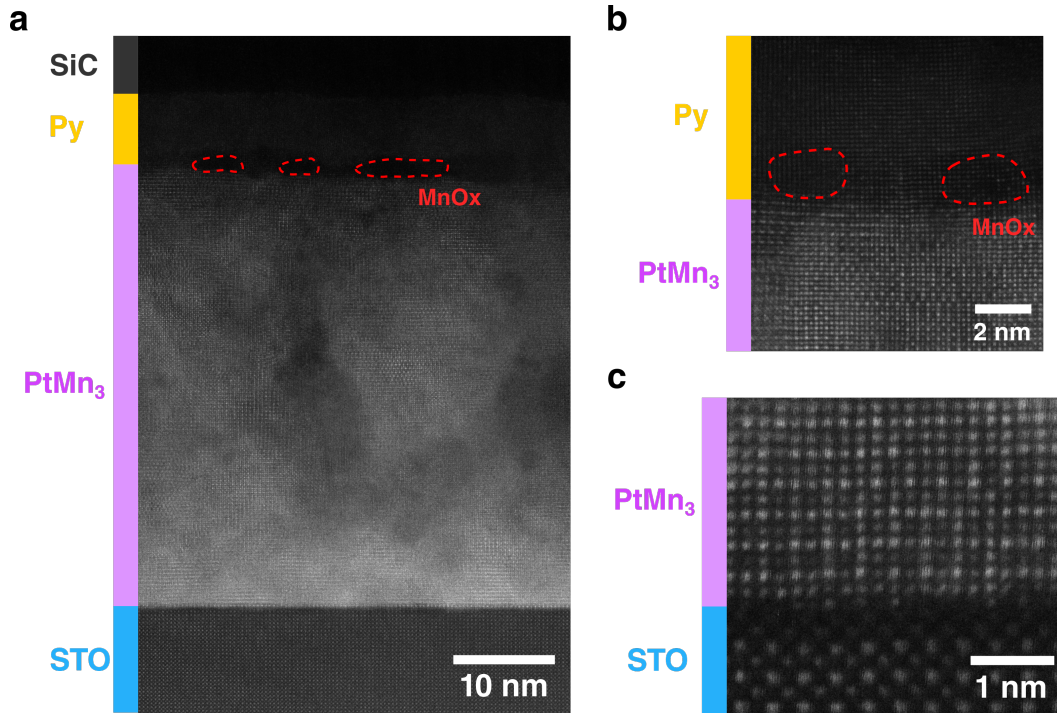 a
SiC
Py
MnOx
PtMn₃
STO
10 nm
b
Py
MnOx
PtMn₃
2 nm
c
PtMn₃
STO
1 nm